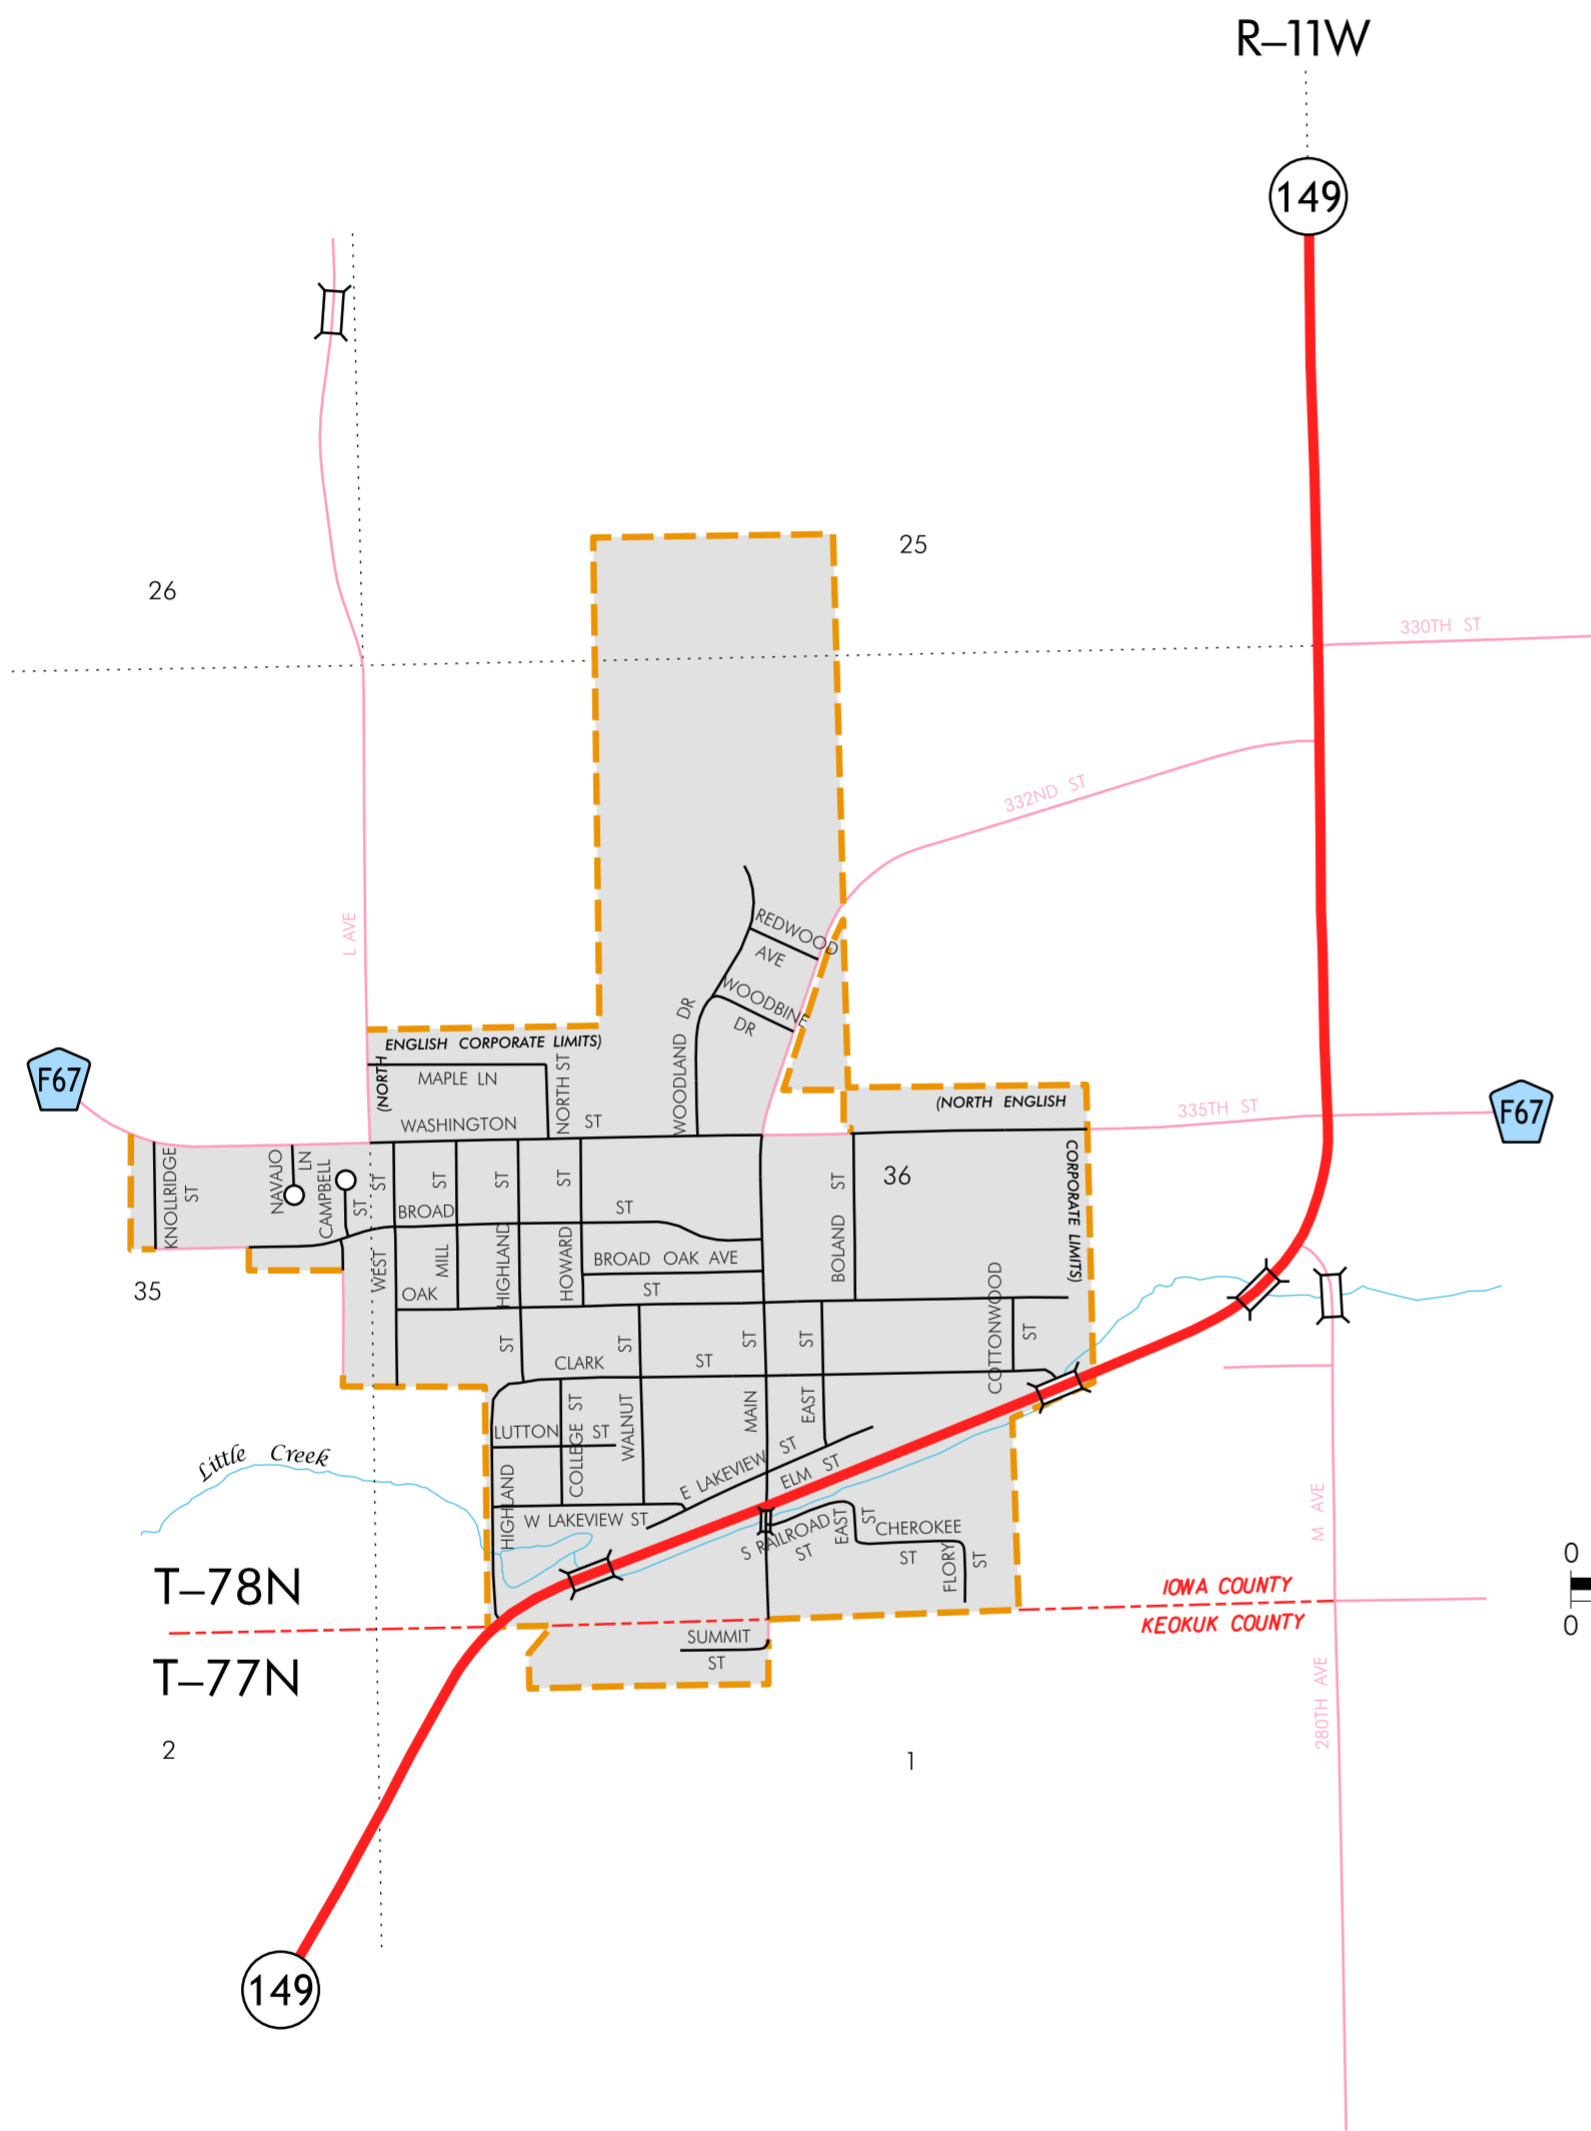 R–11W
149
25
26
330TH ST
332ND ST
L AVE
REDWOOD
AVE
WOODBINE
DR
WOODLAND DR
ENGLISH CORPORATE LIMITS)
(NORTH
MAPLE LN
NORTH ST
F67
(NORTH ENGLISH
CORPORATE LIMITS)
335TH ST
F67
WASHINGTON ST
KNOLLRIDGE
ST
NAVAJO
LN
CAMPBELL
ST
WEST ST
MILL ST
HIGHLAND ST
HOWARD ST
BROAD ST
BROAD OAK AVE
BOLAND ST
36
35
OAK ST
COTTONWOOD
ST
ST
CLARK ST
WALNUT ST
MAIN ST
EAST ST
LUTTON ST
COLLEGE ST
HIGHLAND
E LAKEVIEW ST
ELM ST
W LAKEVIEW ST
S RAILROAD
ST
EAST
ST
CHEROKEE
ST
FLORY
ST
Little Creek
M AVE
T–78N
IOWA COUNTY
KEOKUK COUNTY
0
0
SUMMIT
ST
T–77N
280TH AVE
2
1
149